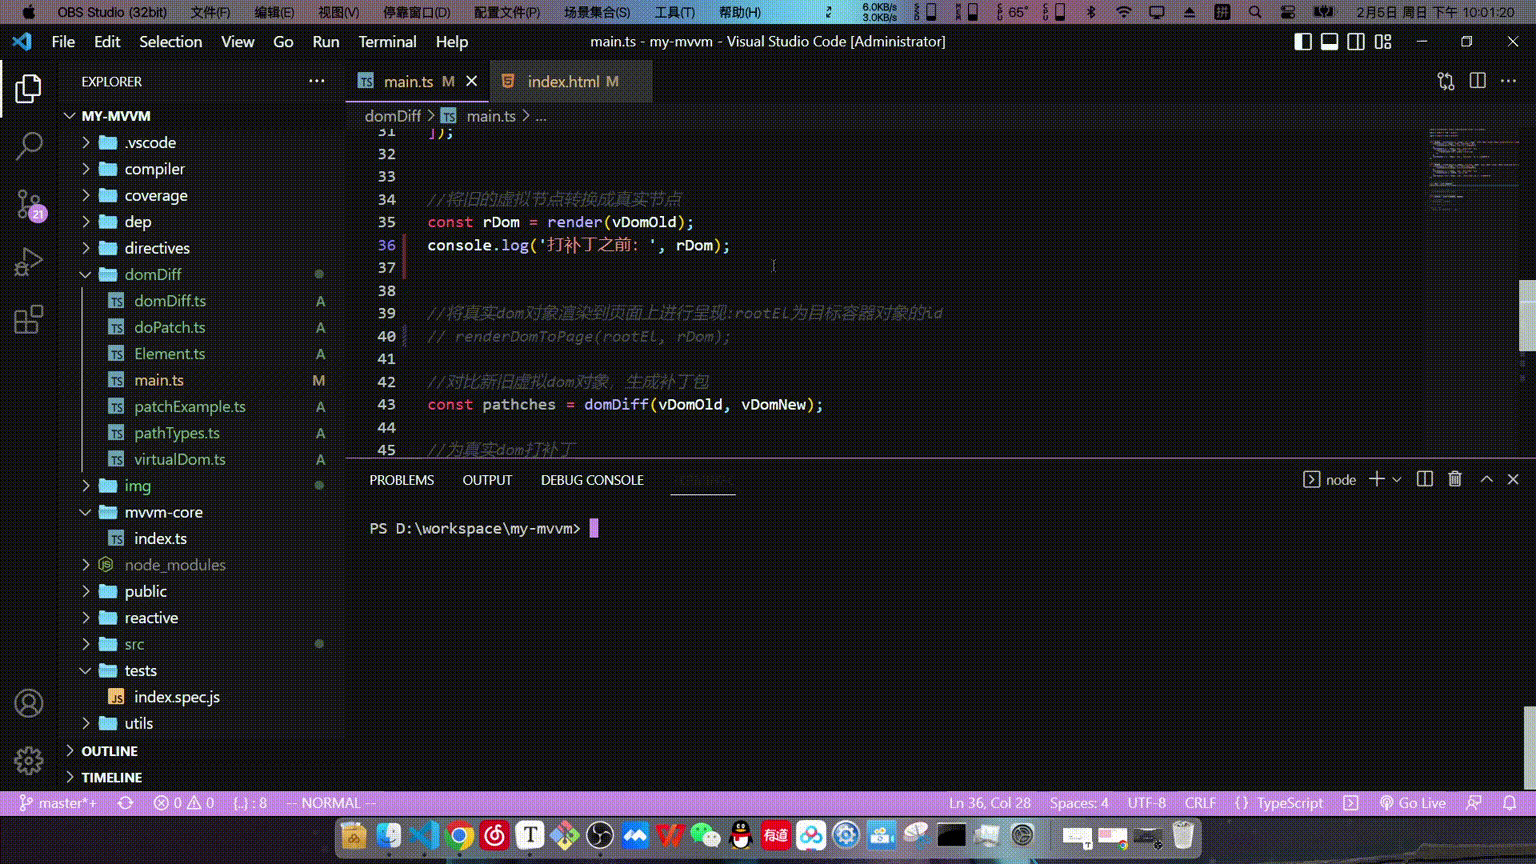 OBS Studio (32bit) 文件(F) 编辑(E) 视图(V) 停靠窗口(D) 配置文件(P) 场景集合(S) 工具(T) 帮助(H) 6.0KB/s 3.0KB/s 65° 拼 2月5日 周日 下午 10:01:20
File Edit Selection View Go Run Terminal Help main.ts - my-mvvm - Visual Studio Code [Administrator]
EXPLORER
MY-MVVM
.vscode
compiler
coverage
dep
directives
domDiff
domDiff.ts A
doPatch.ts A
Element.ts A
main.ts M
patchExample.ts A
pathTypes.ts A
virtualDom.ts A
img
mvvm-core
index.ts
node_modules
public
reactive
src
tests
index.spec.js
utils
OUTLINE
TIMELINE
main.ts M
index.html M
domDiff > main.ts > ...
31 ]);
32
33
34 //将旧的虚拟节点转换成真实节点
35 const rDom = render(vDomOld);
36 console.log('打补丁之前: ', rDom);
37
38
39 //将真实dom对象渲染到页面上进行呈现:rootEl为目标容器对象的id
40 // renderDomToPage(rootEl, rDom);
41
42 //对比新旧虚拟dom对象, 生成补丁包
43 const pathches = domDiff(vDomOld, vDomNew);
44
45 //为真实dom打补丁
PROBLEMS OUTPUT DEBUG CONSOLE
node
PS D:\workspace\my-mvvm>
21
master*+ 0 0 {..} : 8 -- NORMAL -- Ln 36, Col 28 Spaces: 4 UTF-8 CRLF {} TypeScript Go Live
T 有道